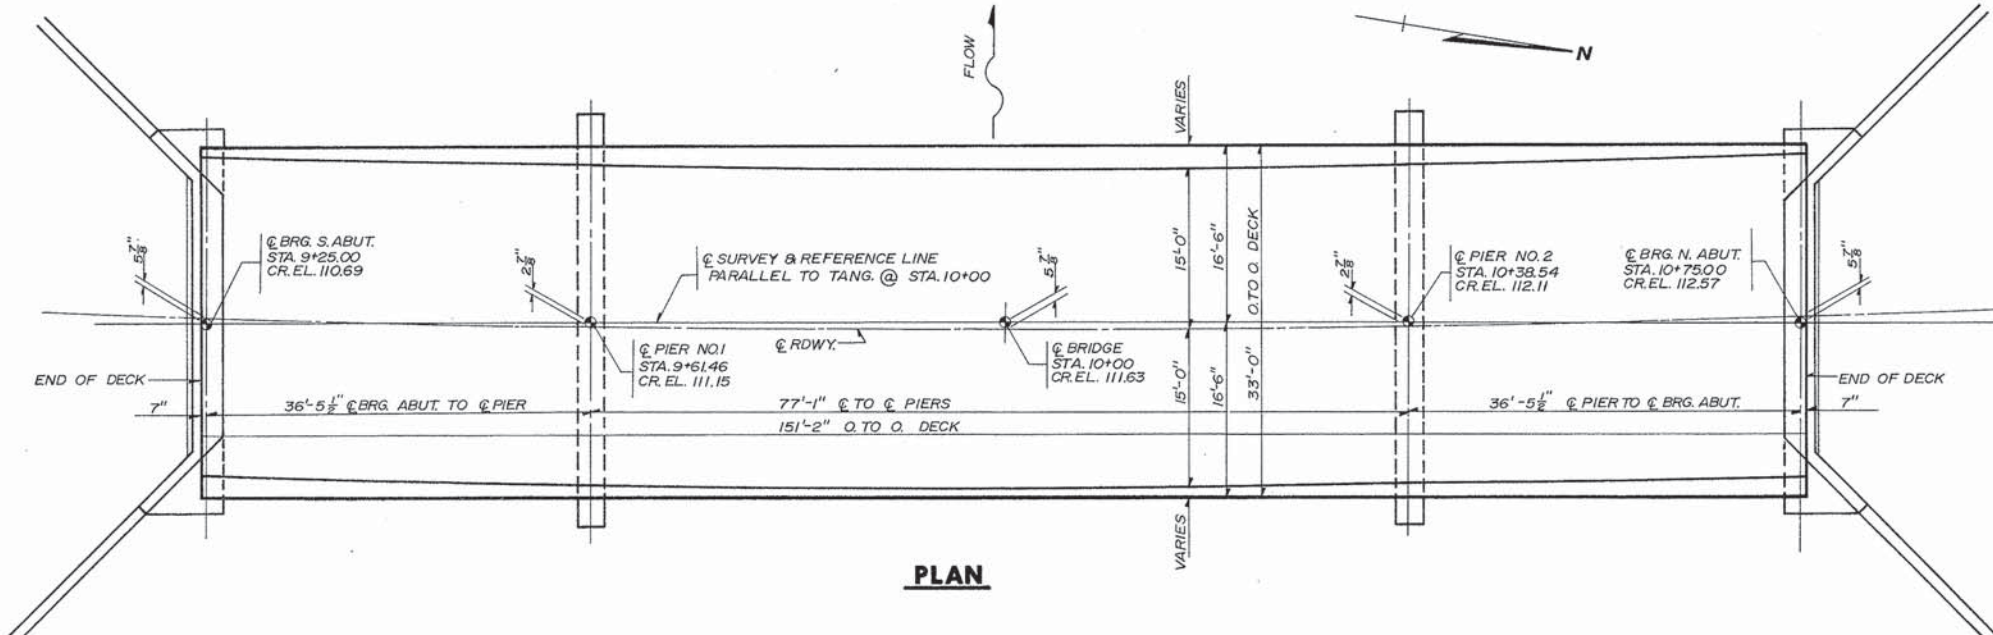 FLOW
N
VARIES
15'-0"
16'-6"
33'-0" O. TO O. DECK
5 7/8"
℄ BRG. S. ABUT.
STA. 9+25.00
CR. EL. 110.69
2 7/8"
℄ SURVEY & REFERENCE LINE
PARALLEL TO TANG. @ STA. 10+00
5 7/8"
2 7/8"
℄ PIER NO. 2
STA. 10+38.54
CR. EL. 112.11
℄ BRG. N. ABUT.
STA. 10+75.00
CR. EL. 112.57
5 7/8"
℄ PIER NO. 1
STA. 9+61.46
CR. EL. 111.15
℄ RDWY.
℄ BRIDGE
STA. 10+00
CR. EL. 111.63
15'-0"
16'-6"
END OF DECK
END OF DECK
7"
36'-5 1/2" ℄ BRG. ABUT. TO ℄ PIER
77'-1" ℄ TO ℄ PIERS
36'-5 1/2" ℄ PIER TO ℄ BRG. ABUT.
7"
151'-2" O. TO O. DECK
VARIES
PLAN